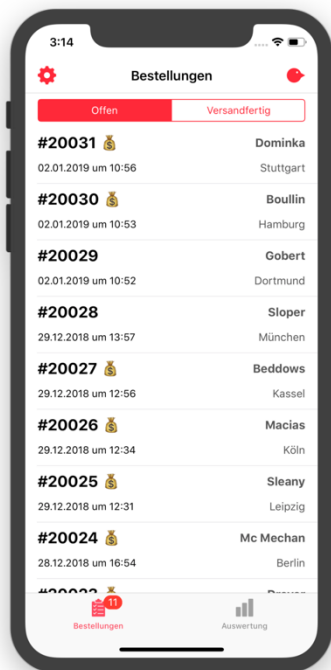 3:14
Bestellungen
Offen Versandfertig
#20031 Dominka
02.01.2019 um 10:56 Stuttgart
#20030 Boullin
02.01.2019 um 10:53 Hamburg
#20029 Gobert
02.01.2019 um 10:52 Dortmund
#20028 Sloper
29.12.2018 um 13:57 München
#20027 Beddows
29.12.2018 um 12:56 Kassel
#20026 Macias
29.12.2018 um 12:34 Köln
#20025 Sleany
29.12.2018 um 12:31 Leipzig
#20024 Mc Mechan
28.12.2018 um 16:54 Berlin
11
Bestellungen Auswertung